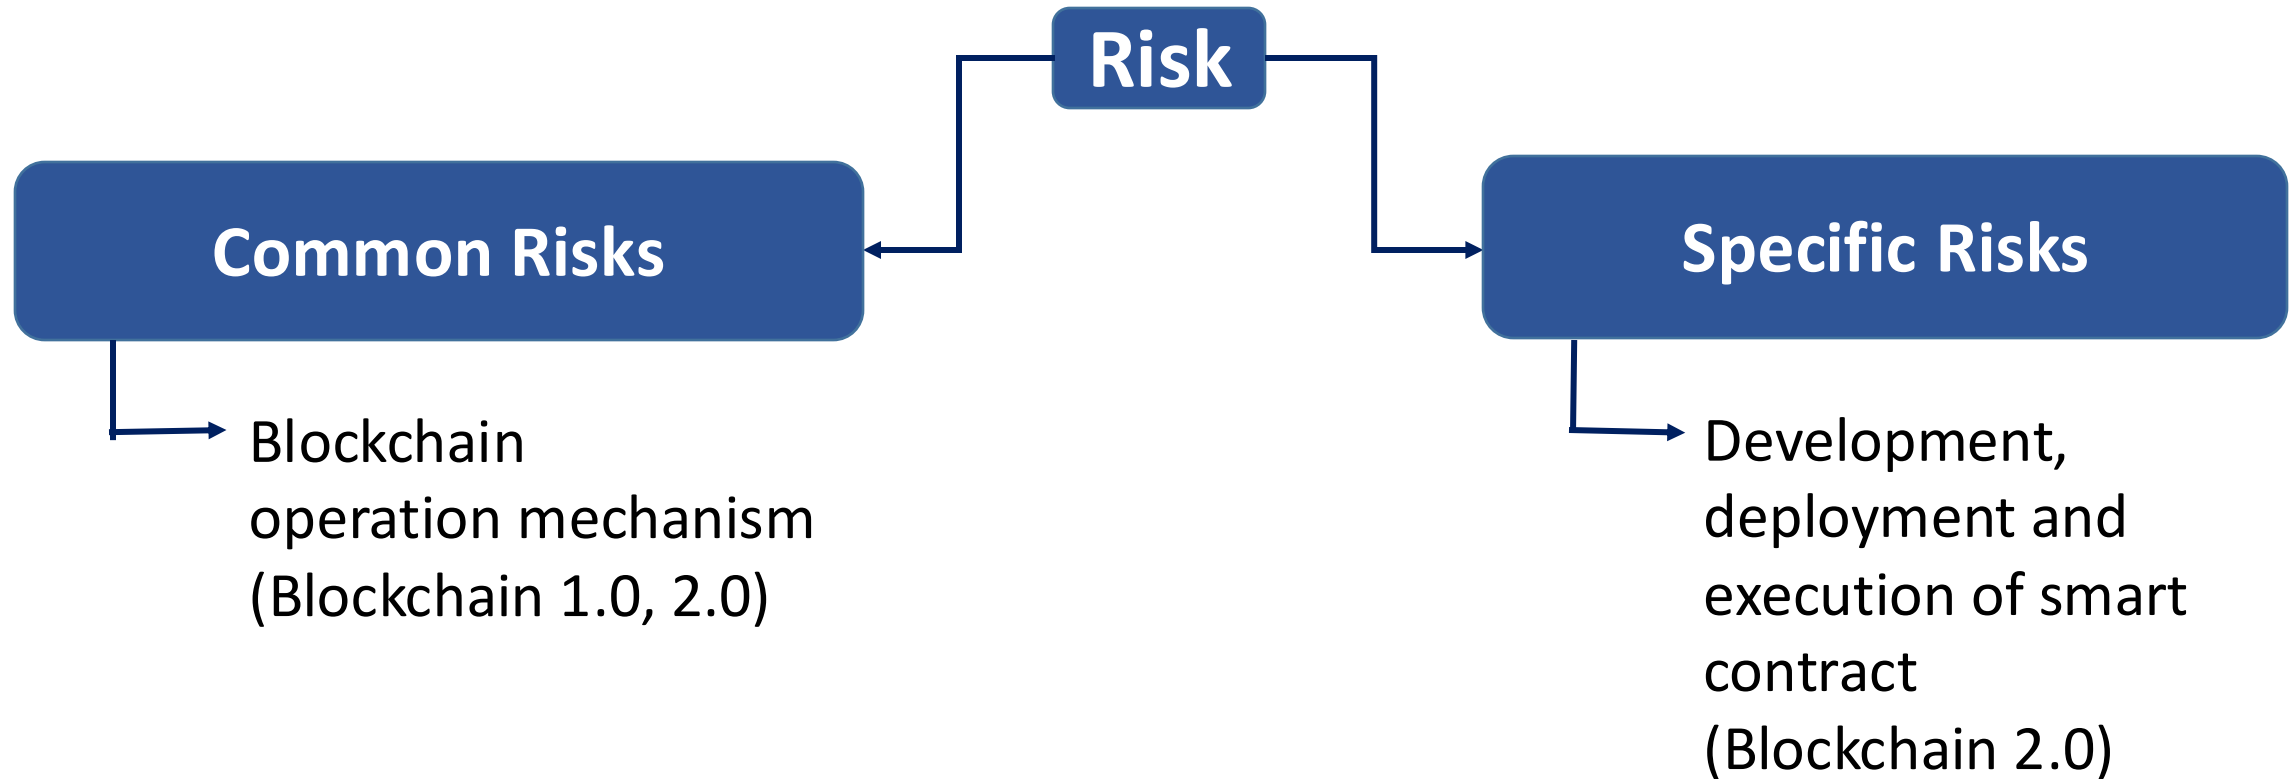 Risk
Common Risks
Specific Risks
Blockchain
operation mechanism
(Blockchain 1.0, 2.0)
Development,
deployment and
execution of smart
contract
(Blockchain 2.0)